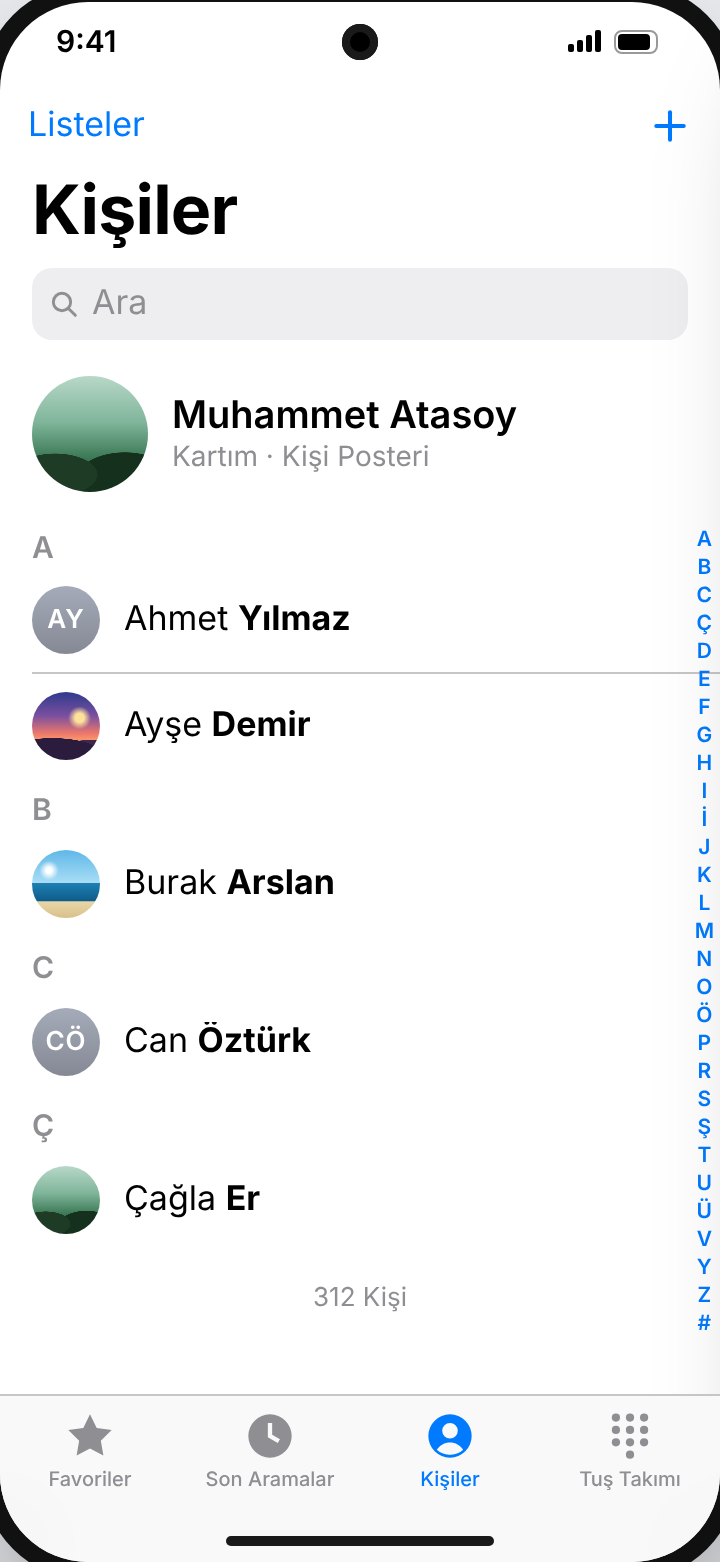 9:41
Listeler
Kişiler
Ara
Muhammet Atasoy
Kartım · Kişi Posteri
A
AY Ahmet Yılmaz
Ayşe Demir
B
Burak Arslan
C
CÖ Can Öztürk
Ç
Çağla Er
312 Kişi
A
B
C
Ç
D
E
F
G
H
I
İ
J
K
L
M
N
O
Ö
P
R
S
Ş
T
U
Ü
V
Y
Z
#
Favoriler Son Aramalar Kişiler Tuş Takımı